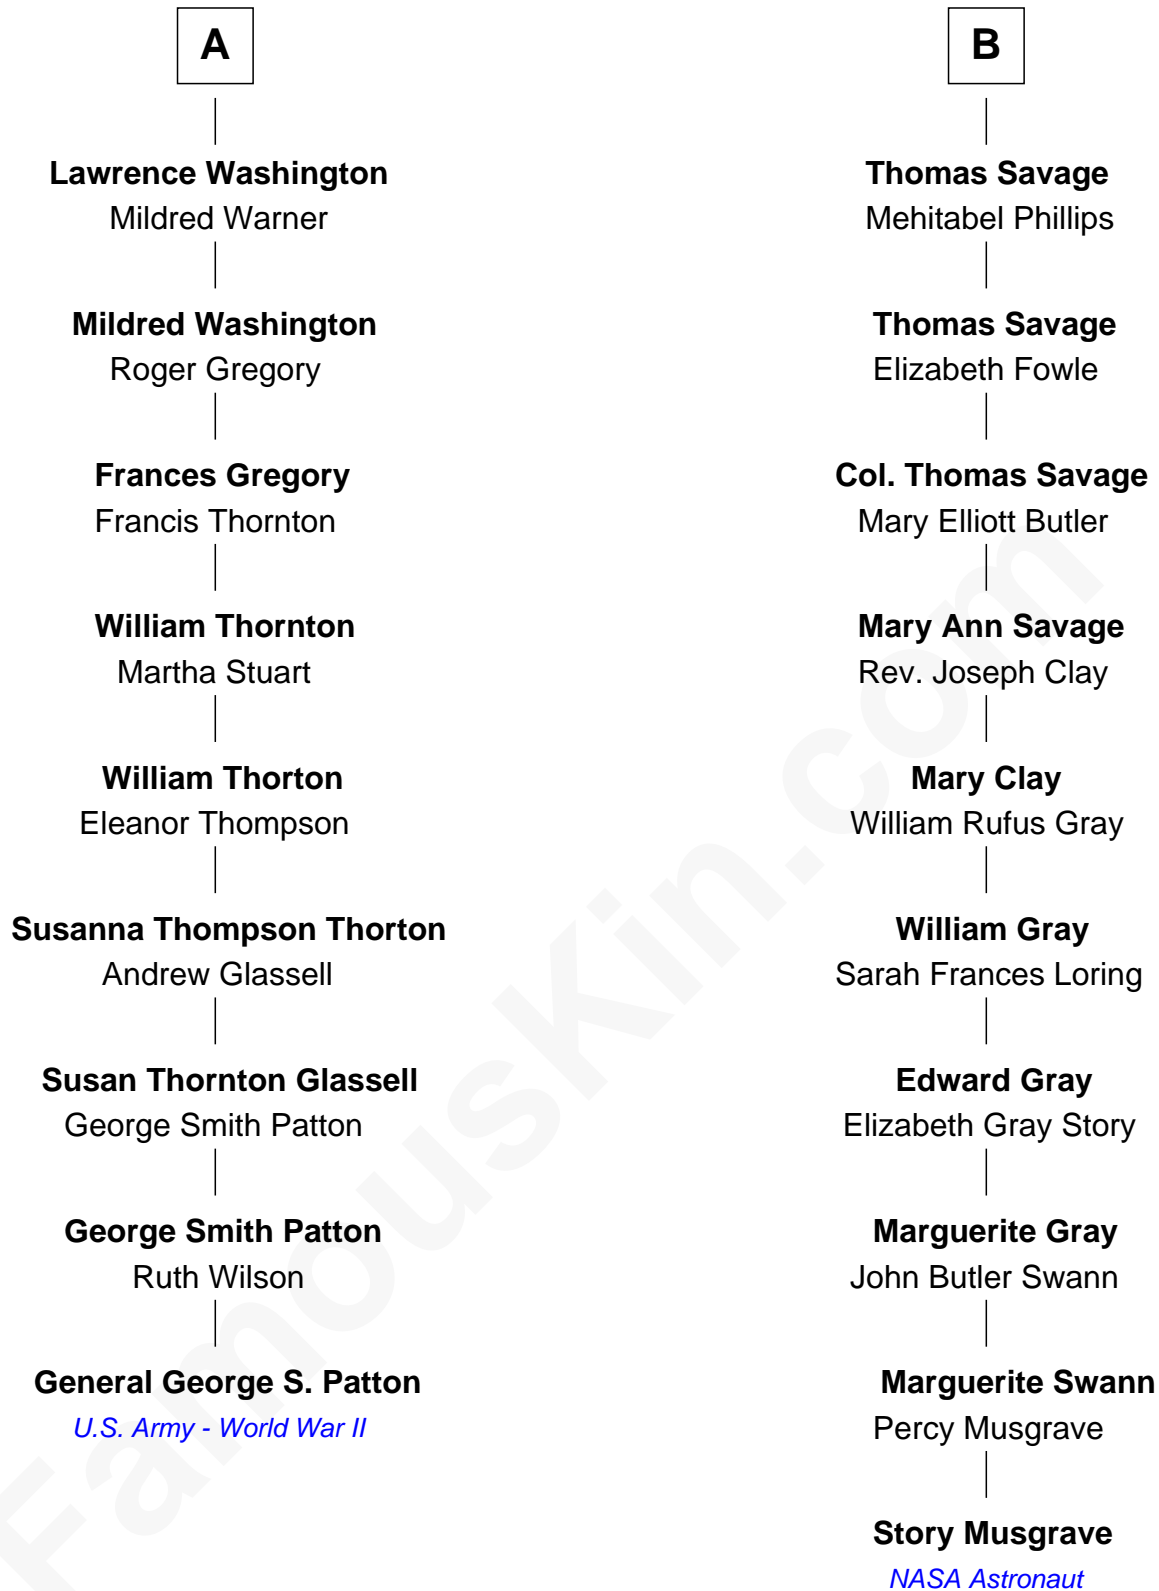 A
Lawrence Washington
Mildred Warner
Mildred Washington
Roger Gregory
Frances Gregory
Francis Thornton
William Thornton
Martha Stuart
William Thorton
Eleanor Thompson
Susanna Thompson Thorton
Andrew Glassell
Susan Thornton Glassell
George Smith Patton
George Smith Patton
Ruth Wilson
General George S. Patton
U.S. Army - World War II
B
Thomas Savage
Mehitabel Phillips
Thomas Savage
Elizabeth Fowle
Col. Thomas Savage
Mary Elliott Butler
Mary Ann Savage
Rev. Joseph Clay
Mary Clay
William Rufus Gray
William Gray
Sarah Frances Loring
Edward Gray
Elizabeth Gray Story
Marguerite Gray
John Butler Swann
Marguerite Swann
Percy Musgrave
Story Musgrave
NASA Astronaut
FamousKin.com